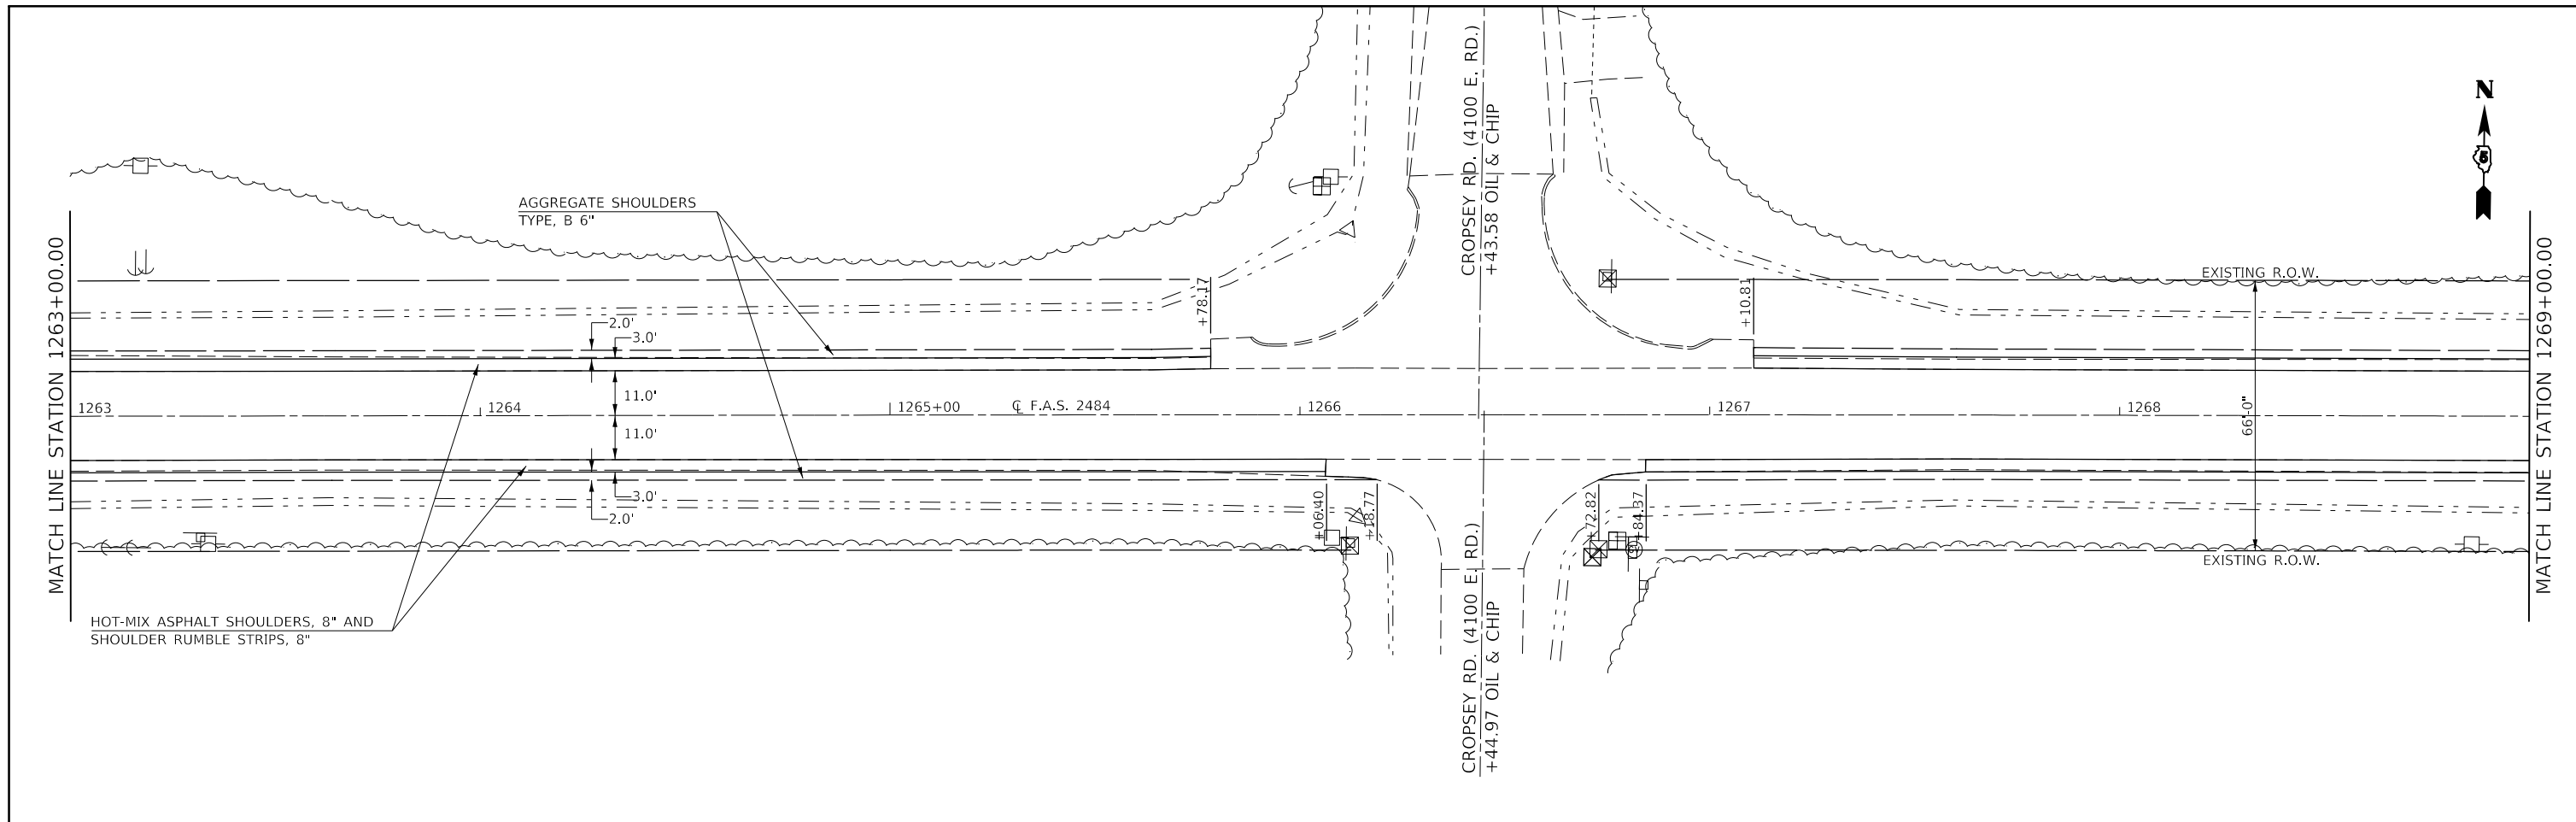 N
5
CROPSEY RD. (4100 E. RD.)
+43.58 OIL & CHIP
AGGREGATE SHOULDERS
TYPE, B 6"
MATCH LINE STATION 1263+00.00
MATCH LINE STATION 1269+00.00
EXISTING R.O.W.
+78.17
+10.81
2.0'
3.0'
11.0'
1263
1264
1265+00
℄ F.A.S. 2484
1266
1267
1268
66'-0"
11.0'
3.0'
2.0'
+06.40
+18.77
+72.82
+84.37
EXISTING R.O.W.
HOT-MIX ASPHALT SHOULDERS, 8" AND
SHOULDER RUMBLE STRIPS, 8"
CROPSEY RD. (4100 E. RD.)
+44.97 OIL & CHIP